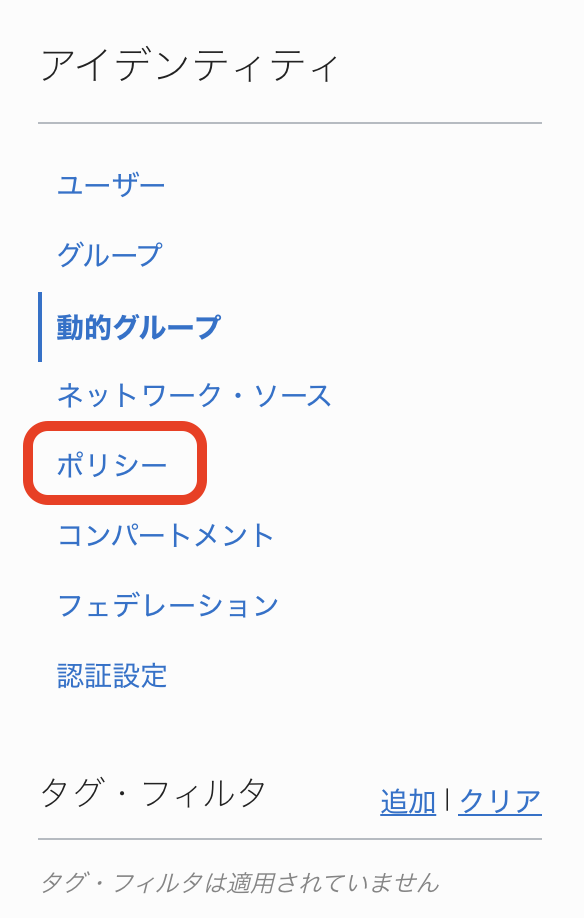 アイデンティティ
ユーザー
グループ
動的グループ
ネットワーク・ソース
ポリシー
コンパートメント
フェデレーション
認証設定
タグ・フィルタ 追加 | クリア
タグ・フィルタは適用されていません